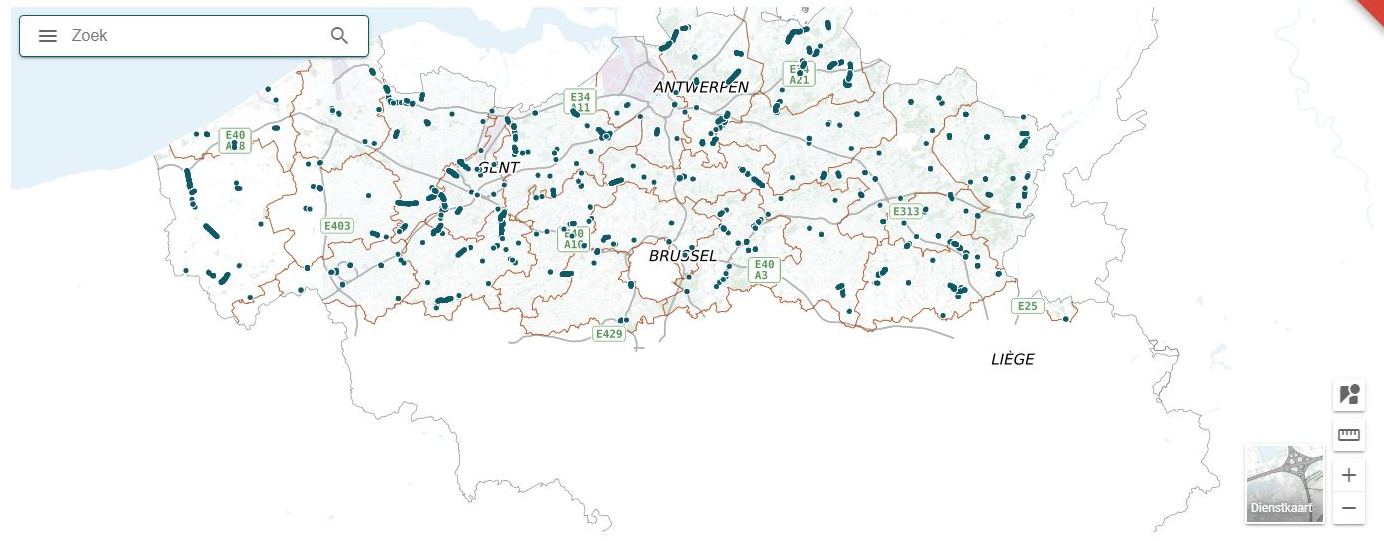 Zoek
ANTWERPEN
E34
A21
E34
A11
E40
A18
GENT
E403
E313
E40
A10
BRUSSEL
E40
A3
E25
E429
LIÈGE
Dienstkaart